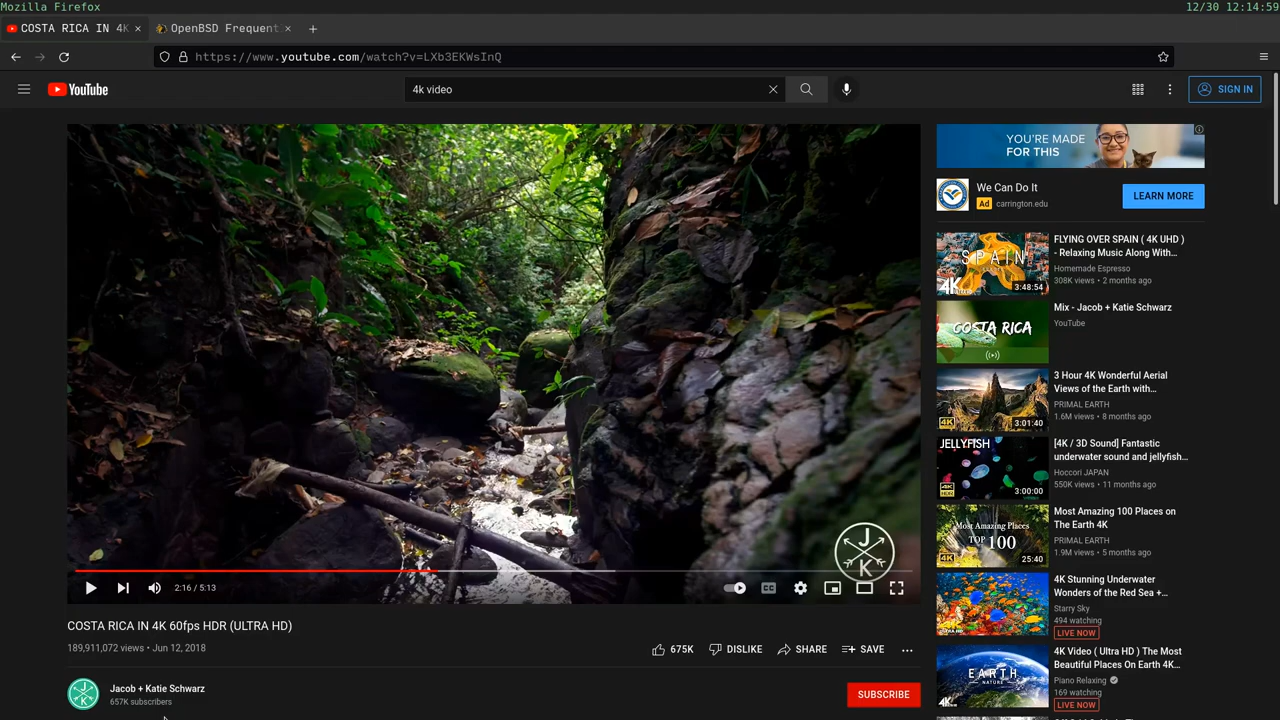 Mozilla Firefox
12/30 12:14:59
COSTA RICA IN 4K
OpenBSD Frequent
https://www.youtube.com/watch?v=LXb3EKWsInQ
YouTube
4k video
SIGN IN
J
K
2:16 / 5:13
CC
COSTA RICA IN 4K 60fps HDR (ULTRA HD)
189,911,072 views • Jun 12, 2018
675K
DISLIKE
SHARE
SAVE
Jacob + Katie Schwarz
657K subscribers
SUBSCRIBE
YOU'RE MADE
FOR THIS
We Can Do It
Ad carrington.edu
LEARN MORE
SPAIN
4K
3:48:54
FLYING OVER SPAIN ( 4K UHD )
- Relaxing Music Along With...
Homemade Espresso
308K views • 2 months ago
COSTA RICA
Mix - Jacob + Katie Schwarz
YouTube
4K
3:01:40
3 Hour 4K Wonderful Aerial
Views of the Earth with...
PRIMAL EARTH
1.6M views • 8 months ago
JELLYFISH
4K
HDR
3:00:00
[4K / 3D Sound] Fantastic
underwater sound and jellyfish...
Hoccori JAPAN
550K views • 11 months ago
Most Amazing Places
TOP 100
4K
25:40
Most Amazing 100 Places on
The Earth 4K
PRIMAL EARTH
1.9M views • 5 months ago
4K Stunning Underwater
Wonders of the Red Sea +...
Starry Sky
494 watching
LIVE NOW
EARTH
NATURE
4K
4K Video ( Ultra HD ) The Most
Beautiful Places On Earth 4K...
Piano Relaxing
169 watching
LIVE NOW